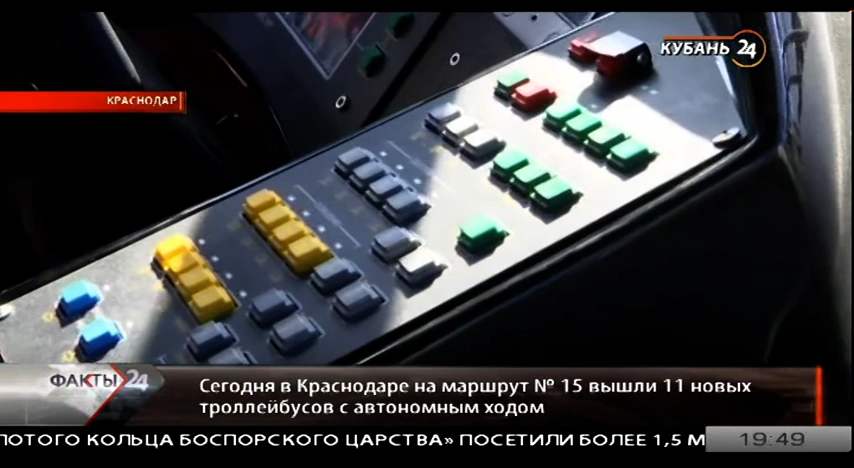 КУБАНЬ 24
КРАСНОДАР
ФАКТЫ 24
Сегодня в Краснодаре на маршрут № 15 вышли 11 новых
троллейбусов с автономным ходом
КОЛЬЦА БОСПОРСКОГО ЦАРСТВА» ПОСЕТИЛИ БОЛЕЕ 1,5
19:49